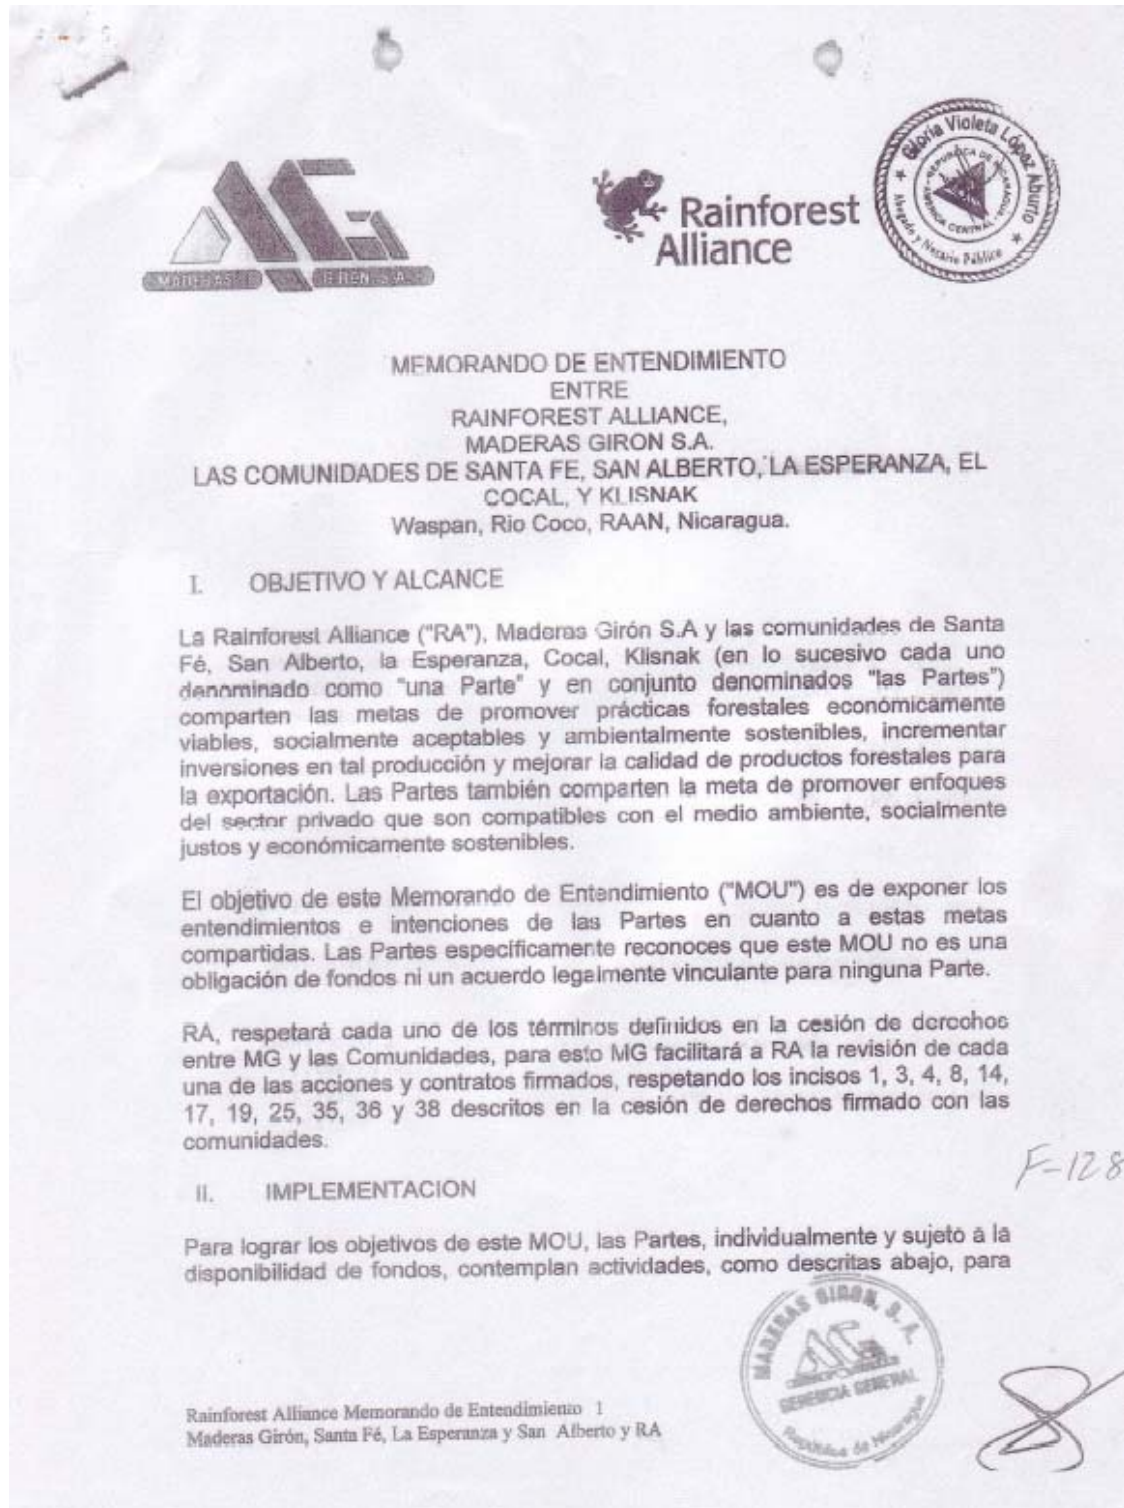 MADERAS GIRON, S.A.
Rainforest
Alliance
Gloria Violeta López Aburto
REPUBLICA DE NICARAGUA
AMERICA CENTRAL
Abogado y Notario Público
MEMORANDO DE ENTENDIMIENTO
ENTRE
RAINFOREST ALLIANCE,
MADERAS GIRON S.A.
LAS COMUNIDADES DE SANTA FE, SAN ALBERTO, LA ESPERANZA, EL
COCAL, Y KLISNAK
Waspan, Rio Coco, RAAN, Nicaragua.
I. OBJETIVO Y ALCANCE
La Rainforest Alliance ("RA"), Maderas Girón S.A y las comunidades de Santa
Fé, San Alberto, la Esperanza, Cocal, Klisnak (en lo sucesivo cada uno
denominado como "una Parte" y en conjunto denominados "las Partes")
comparten las metas de promover prácticas forestales económicamente
viables, socialmente aceptables y ambientalmente sostenibles, incrementar
inversiones en tal producción y mejorar la calidad de productos forestales para
la exportación. Las Partes también comparten la meta de promover enfoques
del sector privado que son compatibles con el medio ambiente, socialmente
justos y económicamente sostenibles.
El objetivo de este Memorando de Entendimiento ("MOU") es de exponer los
entendimientos e intenciones de las Partes en cuanto a estas metas
compartidas. Las Partes específicamente reconoces que este MOU no es una
obligación de fondos ni un acuerdo legalmente vinculante para ninguna Parte.
RA, respetará cada uno de los términos definidos en la cesión de derechos
entre MG y las Comunidades, para esto MG facilitará a RA la revisión de cada
una de las acciones y contratos firmados, respetando los incisos 1, 3, 4, 8, 14,
17, 19, 25, 35, 36 y 38 descritos en la cesión de derechos firmado con las
comunidades.
F-128
II. IMPLEMENTACION
Para lograr los objetivos de este MOU, las Partes, individualmente y sujeto a la
disponibilidad de fondos, contemplan actividades, como descritas abajo, para
MADERAS GIRON, S. A.
GERENCIA GENERAL
República de Nicaragua
Rainforest Alliance Memorando de Entendimiento 1
Maderas Girón, Santa Fé, La Esperanza y San Alberto y RA